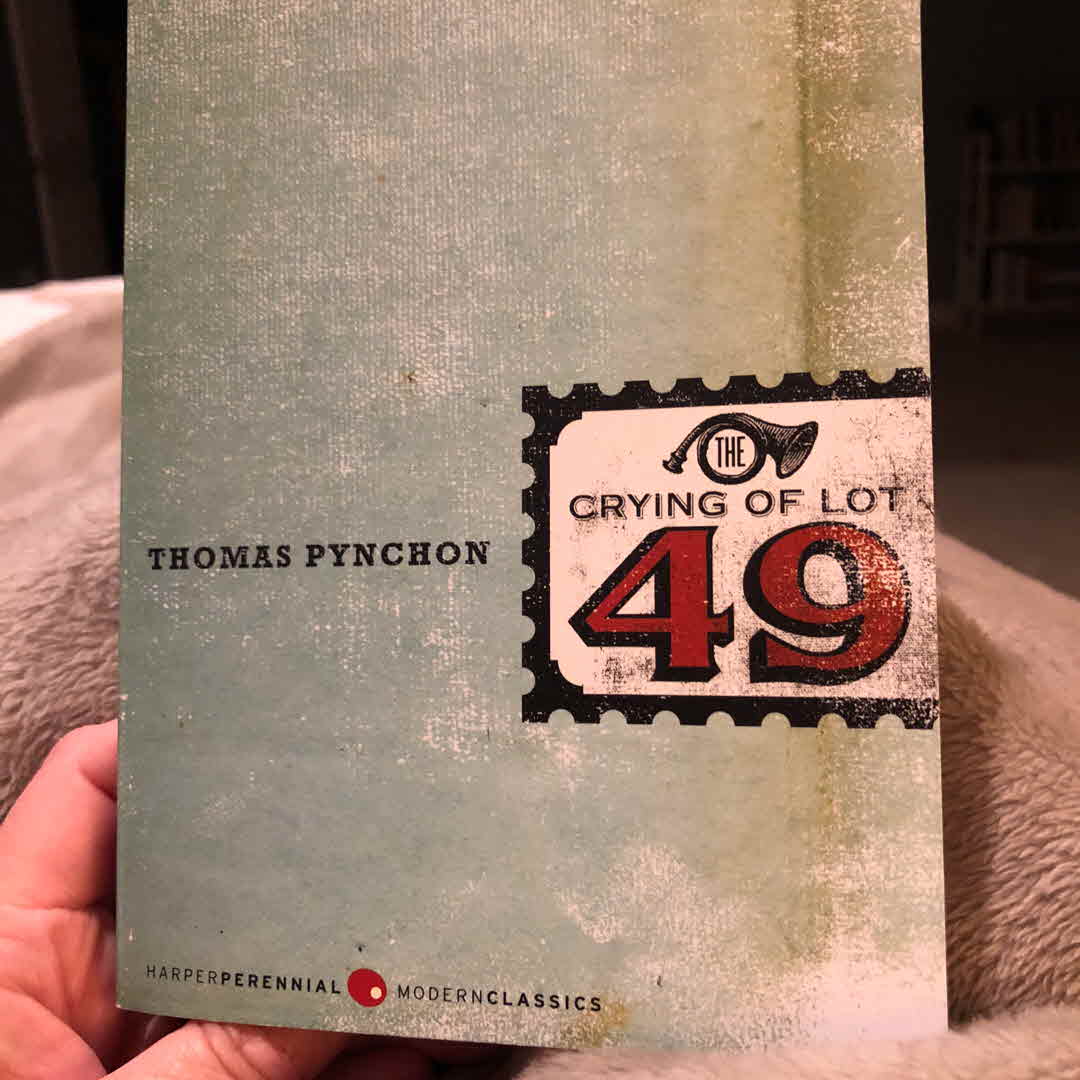 THE
CRYING OF LOT
49
THOMAS PYNCHON
HARPERPERENNIAL MODERNCLASSICS